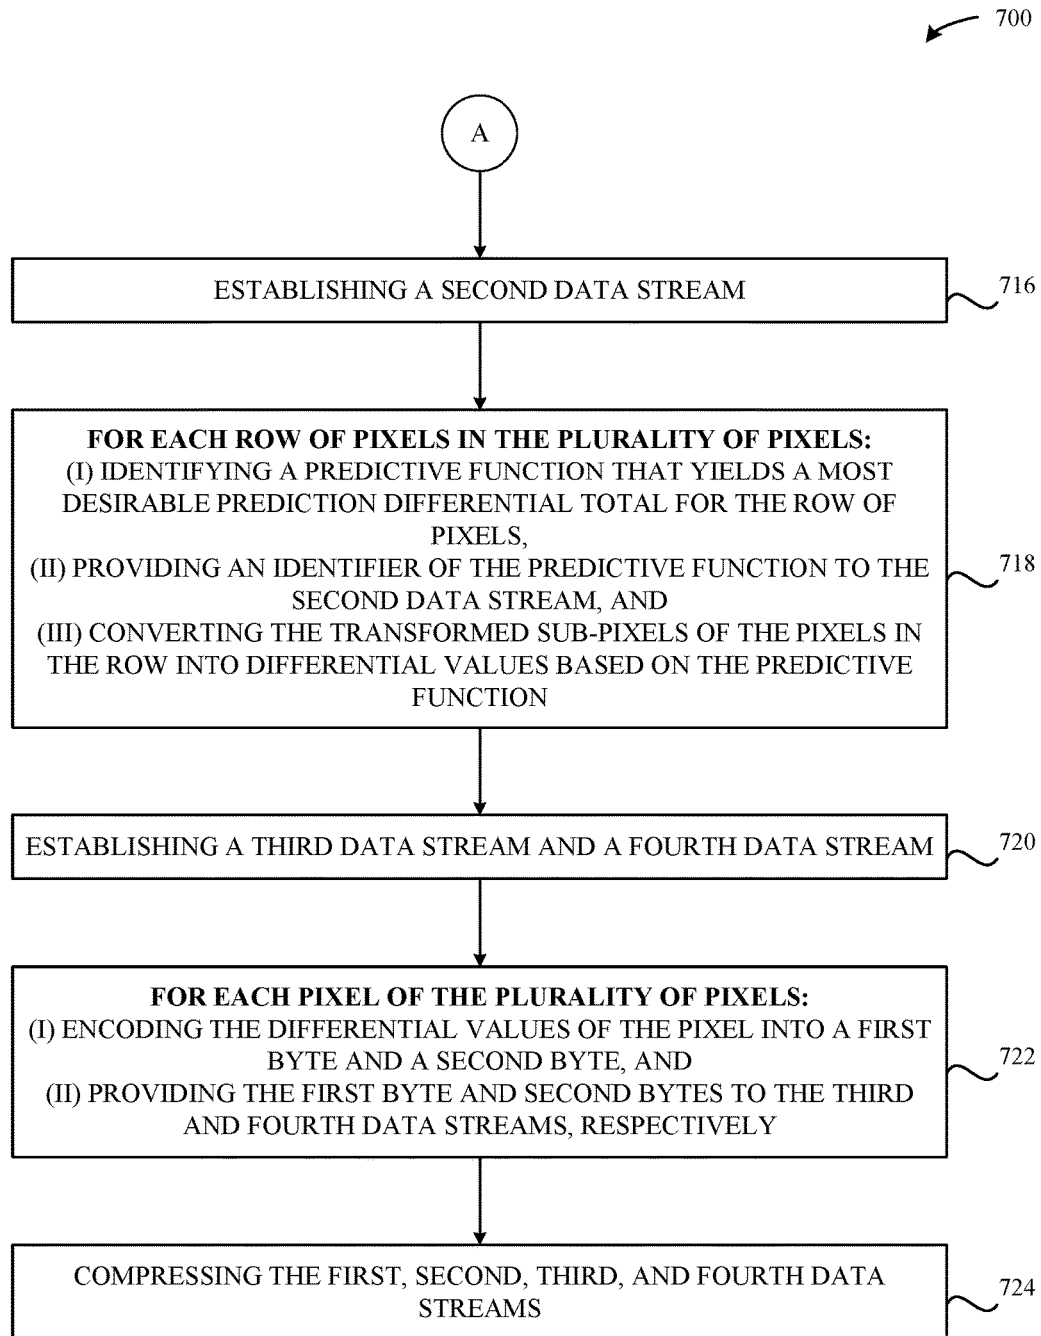 700
A
ESTABLISHING A SECOND DATA STREAM
716
FOR EACH ROW OF PIXELS IN THE PLURALITY OF PIXELS:
(I) IDENTIFYING A PREDICTIVE FUNCTION THAT YIELDS A MOST
DESIRABLE PREDICTION DIFFERENTIAL TOTAL FOR THE ROW OF
PIXELS,
(II) PROVIDING AN IDENTIFIER OF THE PREDICTIVE FUNCTION TO THE
SECOND DATA STREAM, AND
(III) CONVERTING THE TRANSFORMED SUB-PIXELS OF THE PIXELS IN
THE ROW INTO DIFFERENTIAL VALUES BASED ON THE PREDICTIVE
FUNCTION
718
ESTABLISHING A THIRD DATA STREAM AND A FOURTH DATA STREAM
720
FOR EACH PIXEL OF THE PLURALITY OF PIXELS:
(I) ENCODING THE DIFFERENTIAL VALUES OF THE PIXEL INTO A FIRST
BYTE AND A SECOND BYTE, AND
(II) PROVIDING THE FIRST BYTE AND SECOND BYTES TO THE THIRD
AND FOURTH DATA STREAMS, RESPECTIVELY
722
COMPRESSING THE FIRST, SECOND, THIRD, AND FOURTH DATA
STREAMS
724